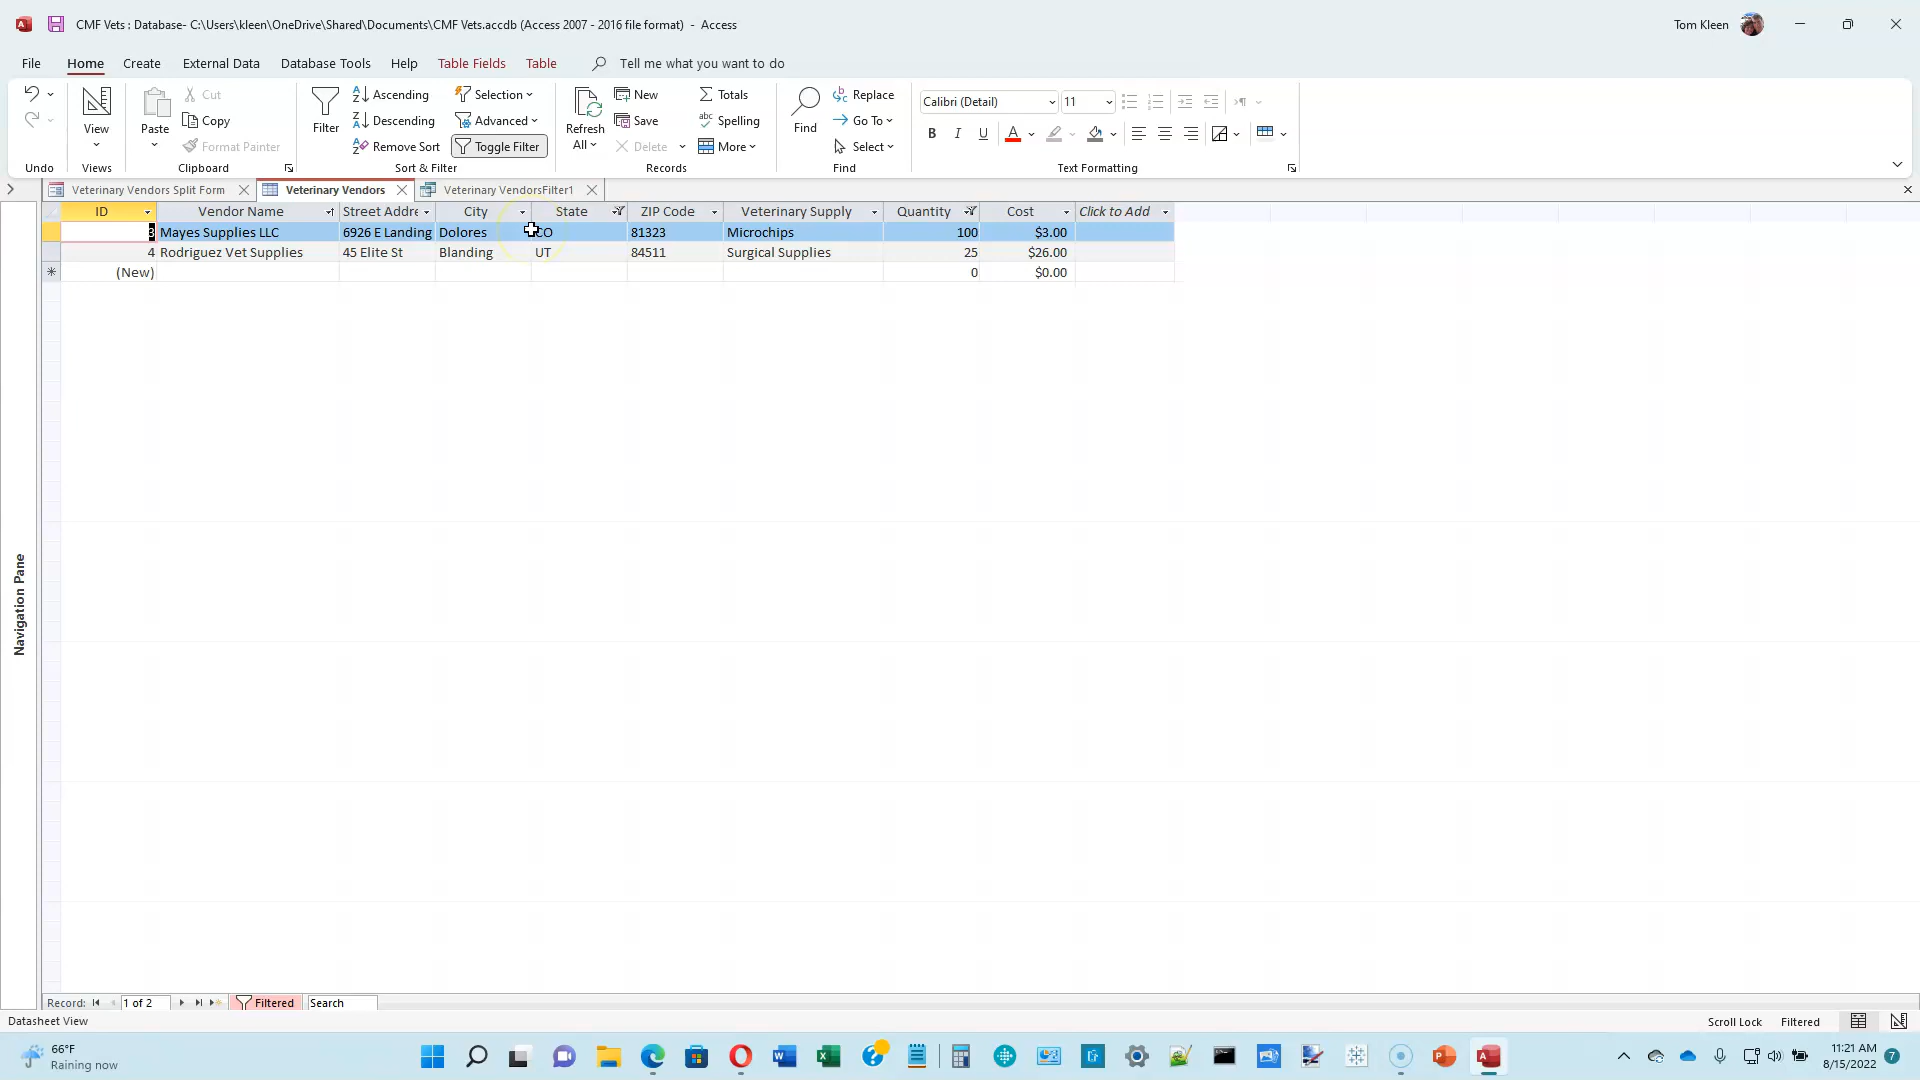 CMF Vets : Database- C:\Users\kleen\OneDrive\Shared\Documents\CMF Vets.accdb (Access 2007 - 2016 file format) - Access
Tom Kleen
File Home Create External Data Database Tools Help Table Fields Table Tell me what you want to do
Cut Ascending Selection New Totals Replace Calibri (Detail) 11
Copy Descending Advanced Save Spelling Go To
View Paste Filter Refresh Find B I U A
Format Painter Remove Sort Toggle Filter All Delete More Select
Undo Views Clipboard Sort & Filter Records Find Text Formatting
Veterinary Vendors Split Form Veterinary Vendors Veterinary VendorsFilter1
ID Vendor Name Street Addre City State ZIP Code Veterinary Supply Quantity Cost Click to Add
3 Mayes Supplies LLC 6926 E Landing Dolores CO 81323 Microchips 100 $3.00
4 Rodriguez Vet Supplies 45 Elite St Blanding UT 84511 Surgical Supplies 25 $26.00
(New) 0 $0.00
Navigation Pane
Record: 1 of 2 Filtered Search
Datasheet View Scroll Lock Filtered
66°F 11:21 AM
Raining now 8/15/2022 7